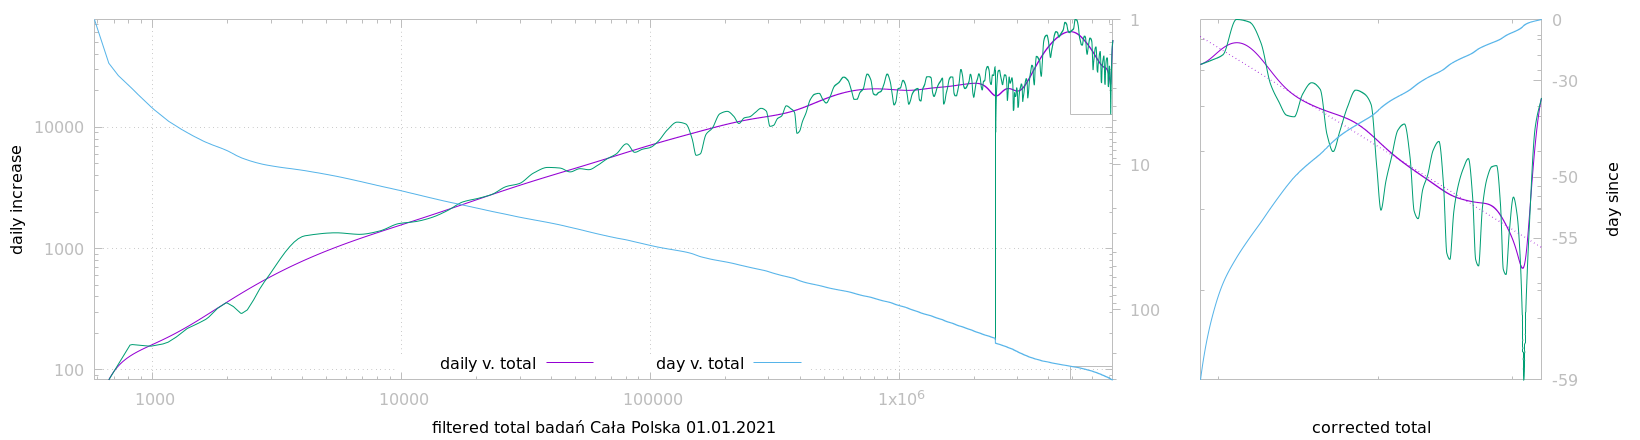 daily increase
10000
1000
100
1000
10000
100000
1x10⁶
daily v. total
day v. total
filtered total badań Cała Polska 01.01.2021
1
10
100
0
-30
-50
-55
-59
day since
corrected total